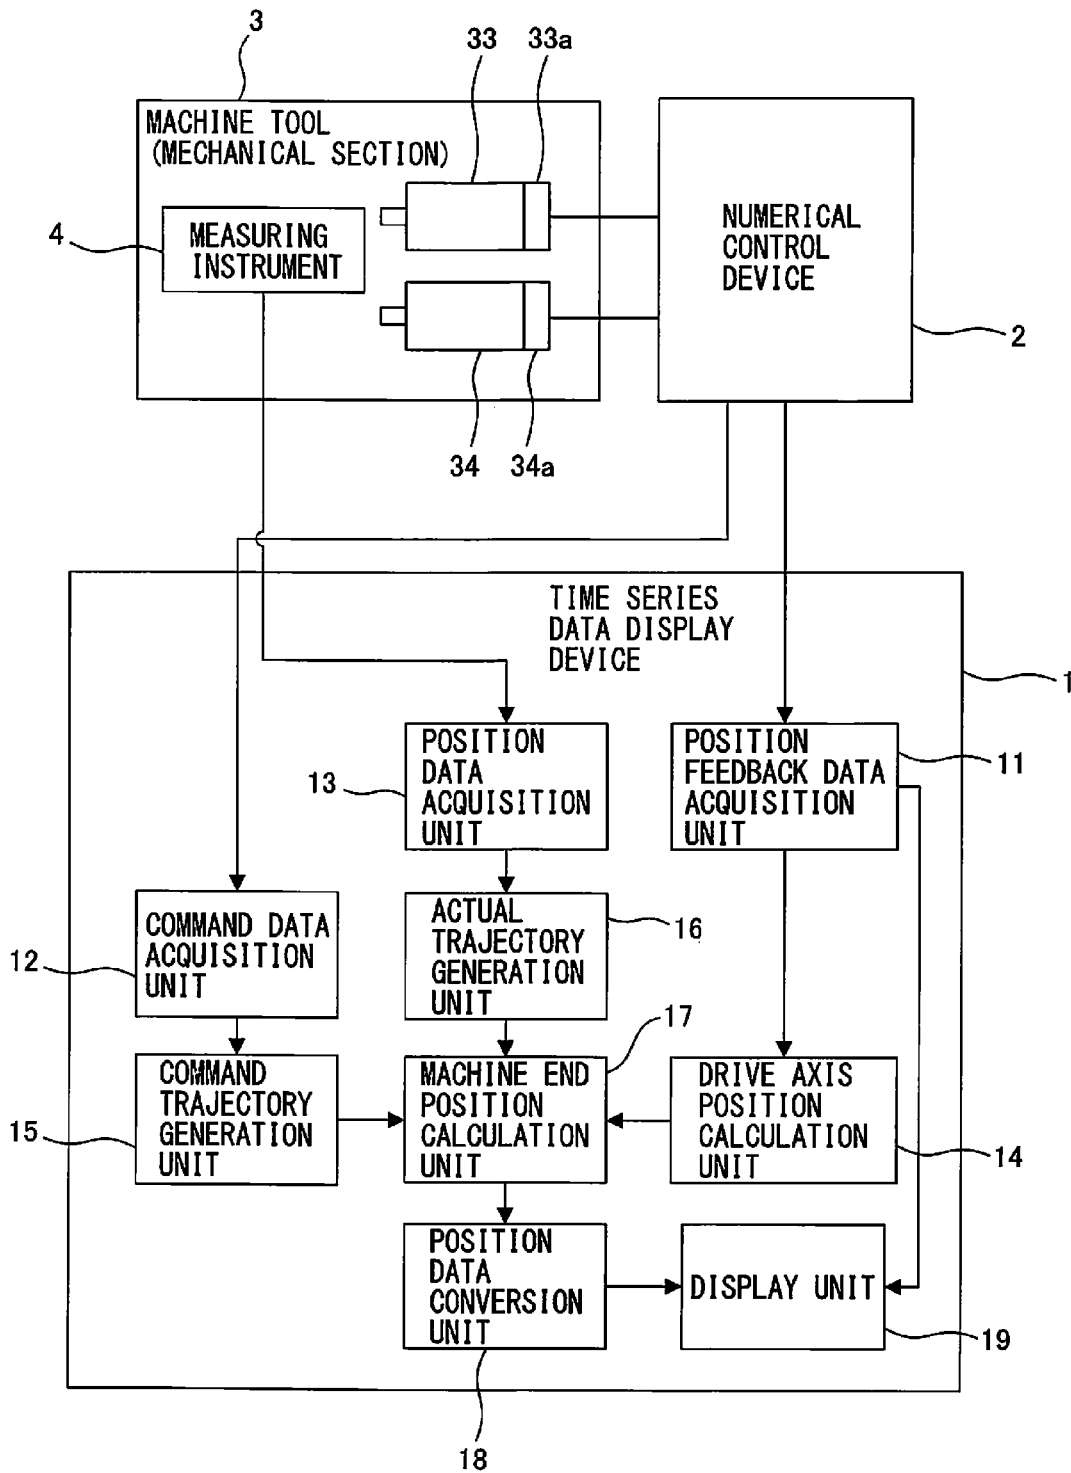 3
33
33a
MACHINE TOOL
(MECHANICAL SECTION)
4
MEASURING
INSTRUMENT
NUMERICAL
CONTROL
DEVICE
2
34
34a
TIME SERIES
DATA DISPLAY
DEVICE
1
13
POSITION
DATA
ACQUISITION
UNIT
POSITION
FEEDBACK DATA
ACQUISITION
UNIT
11
12
COMMAND DATA
ACQUISITION
UNIT
ACTUAL
TRAJECTORY
GENERATION
UNIT
16
17
15
COMMAND
TRAJECTORY
GENERATION
UNIT
MACHINE END
POSITION
CALCULATION
UNIT
DRIVE AXIS
POSITION
CALCULATION
UNIT
14
POSITION
DATA
CONVERSION
UNIT
DISPLAY UNIT
19
18